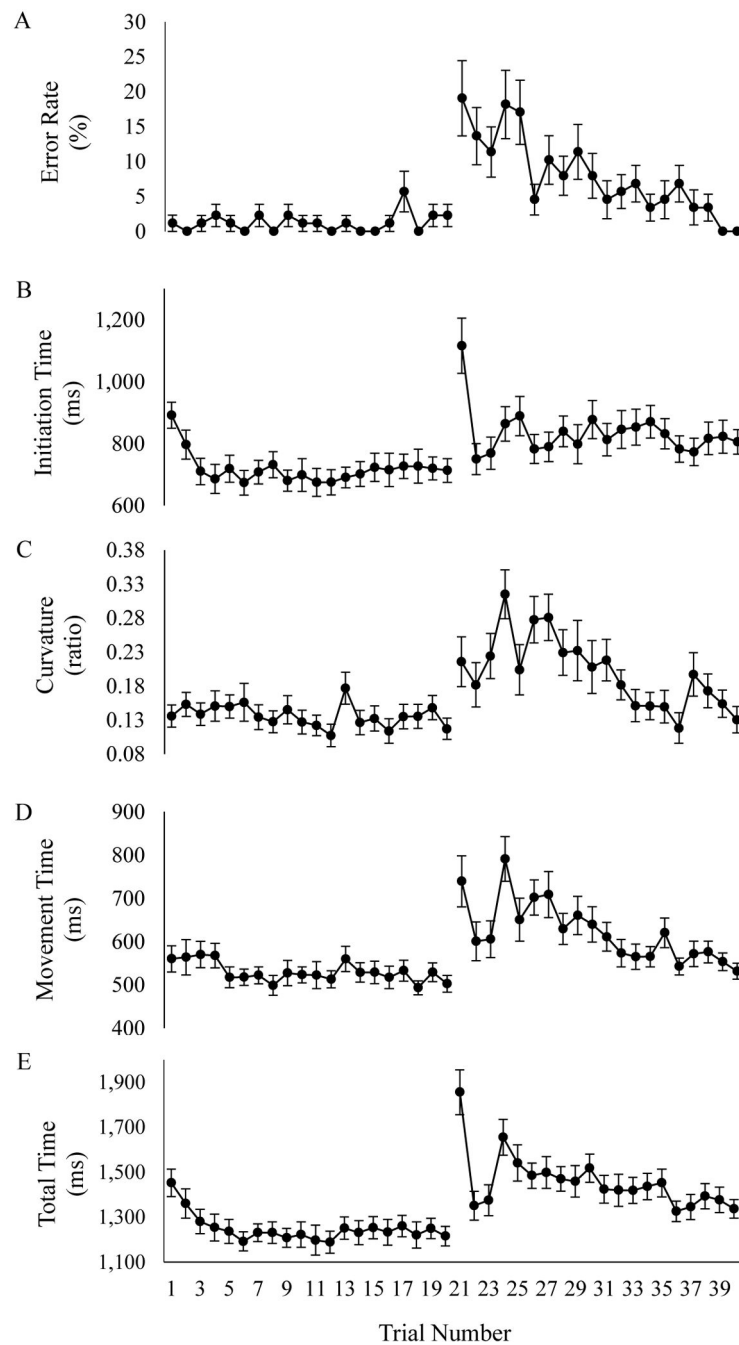 A
Error Rate
(%)
30
25
20
15
10
5
0
B
Initiation Time
(ms)
1,200
1,000
800
600
C
Curvature
(ratio)
0.38
0.33
0.28
0.23
0.18
0.13
0.08
D
Movement Time
(ms)
900
800
700
600
500
400
E
Total Time
(ms)
1,900
1,700
1,500
1,300
1,100
1 3 5 7 9 11 13 15 17 19 21 23 25 27 29 31 33 35 37 39
Trial Number